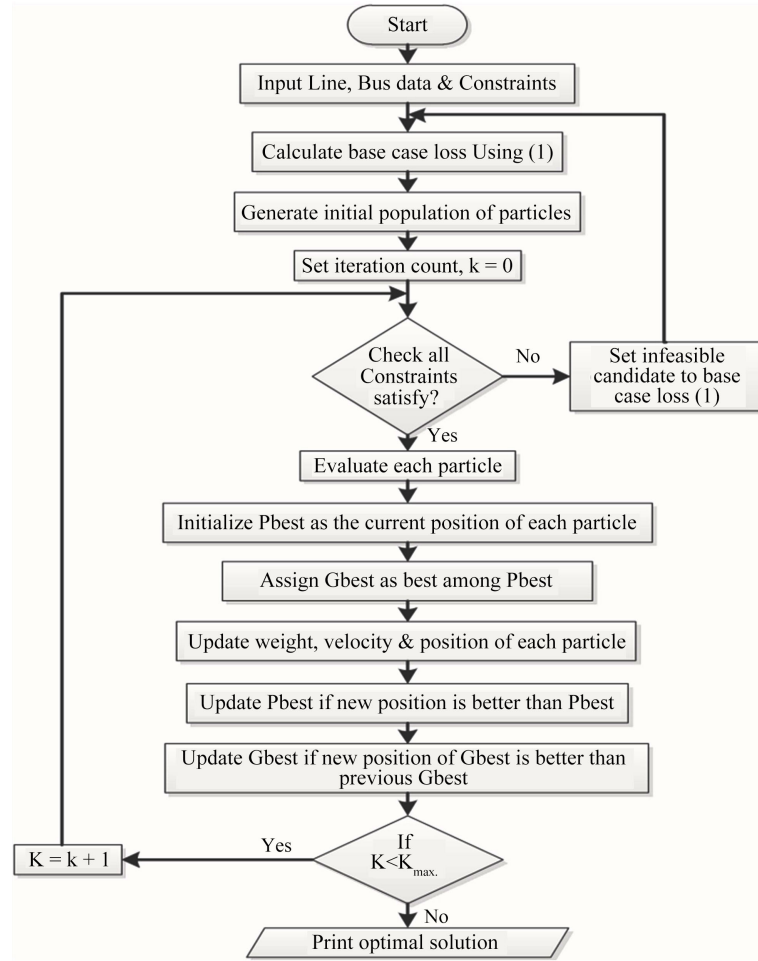 Start
Input Line, Bus data & Constraints
Calculate base case loss Using (1)
Generate initial population of particles
Set iteration count, k = 0
Check all
Constraints
satisfy?
No
Set infeasible
candidate to base
case loss (1)
Yes
Evaluate each particle
Initialize Pbest as the current position of each particle
Assign Gbest as best among Pbest
Update weight, velocity & position of each particle
Update Pbest if new position is better than Pbest
Update Gbest if new position of Gbest is better than
previous Gbest
If
K<Kmax.
Yes
K = k + 1
No
Print optimal solution